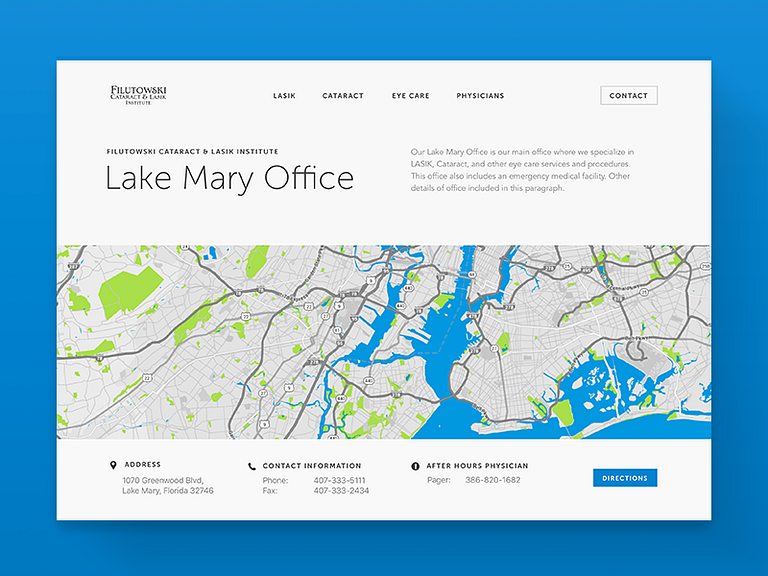 FILUTOWSKI
CATARACT & LASIK
INSTITUTE
LASIK CATARACT EYE CARE PHYSICIANS CONTACT
FILUTOWSKI CATARACT & LASIK INSTITUTE
Lake Mary Office
Our Lake Mary Office is our main office where we specialize in
LASIK, Cataract, and other eye care services and procedures.
This office also includes an emergency medical facility. Other
details of office included in this paragraph.
ADDRESS
1070 Greenwood Blvd,
Lake Mary, Florida 32746
CONTACT INFORMATION
Phone: 407-333-5111
Fax: 407-333-2434
AFTER HOURS PHYSICIAN
Pager: 386-820-1682
DIRECTIONS